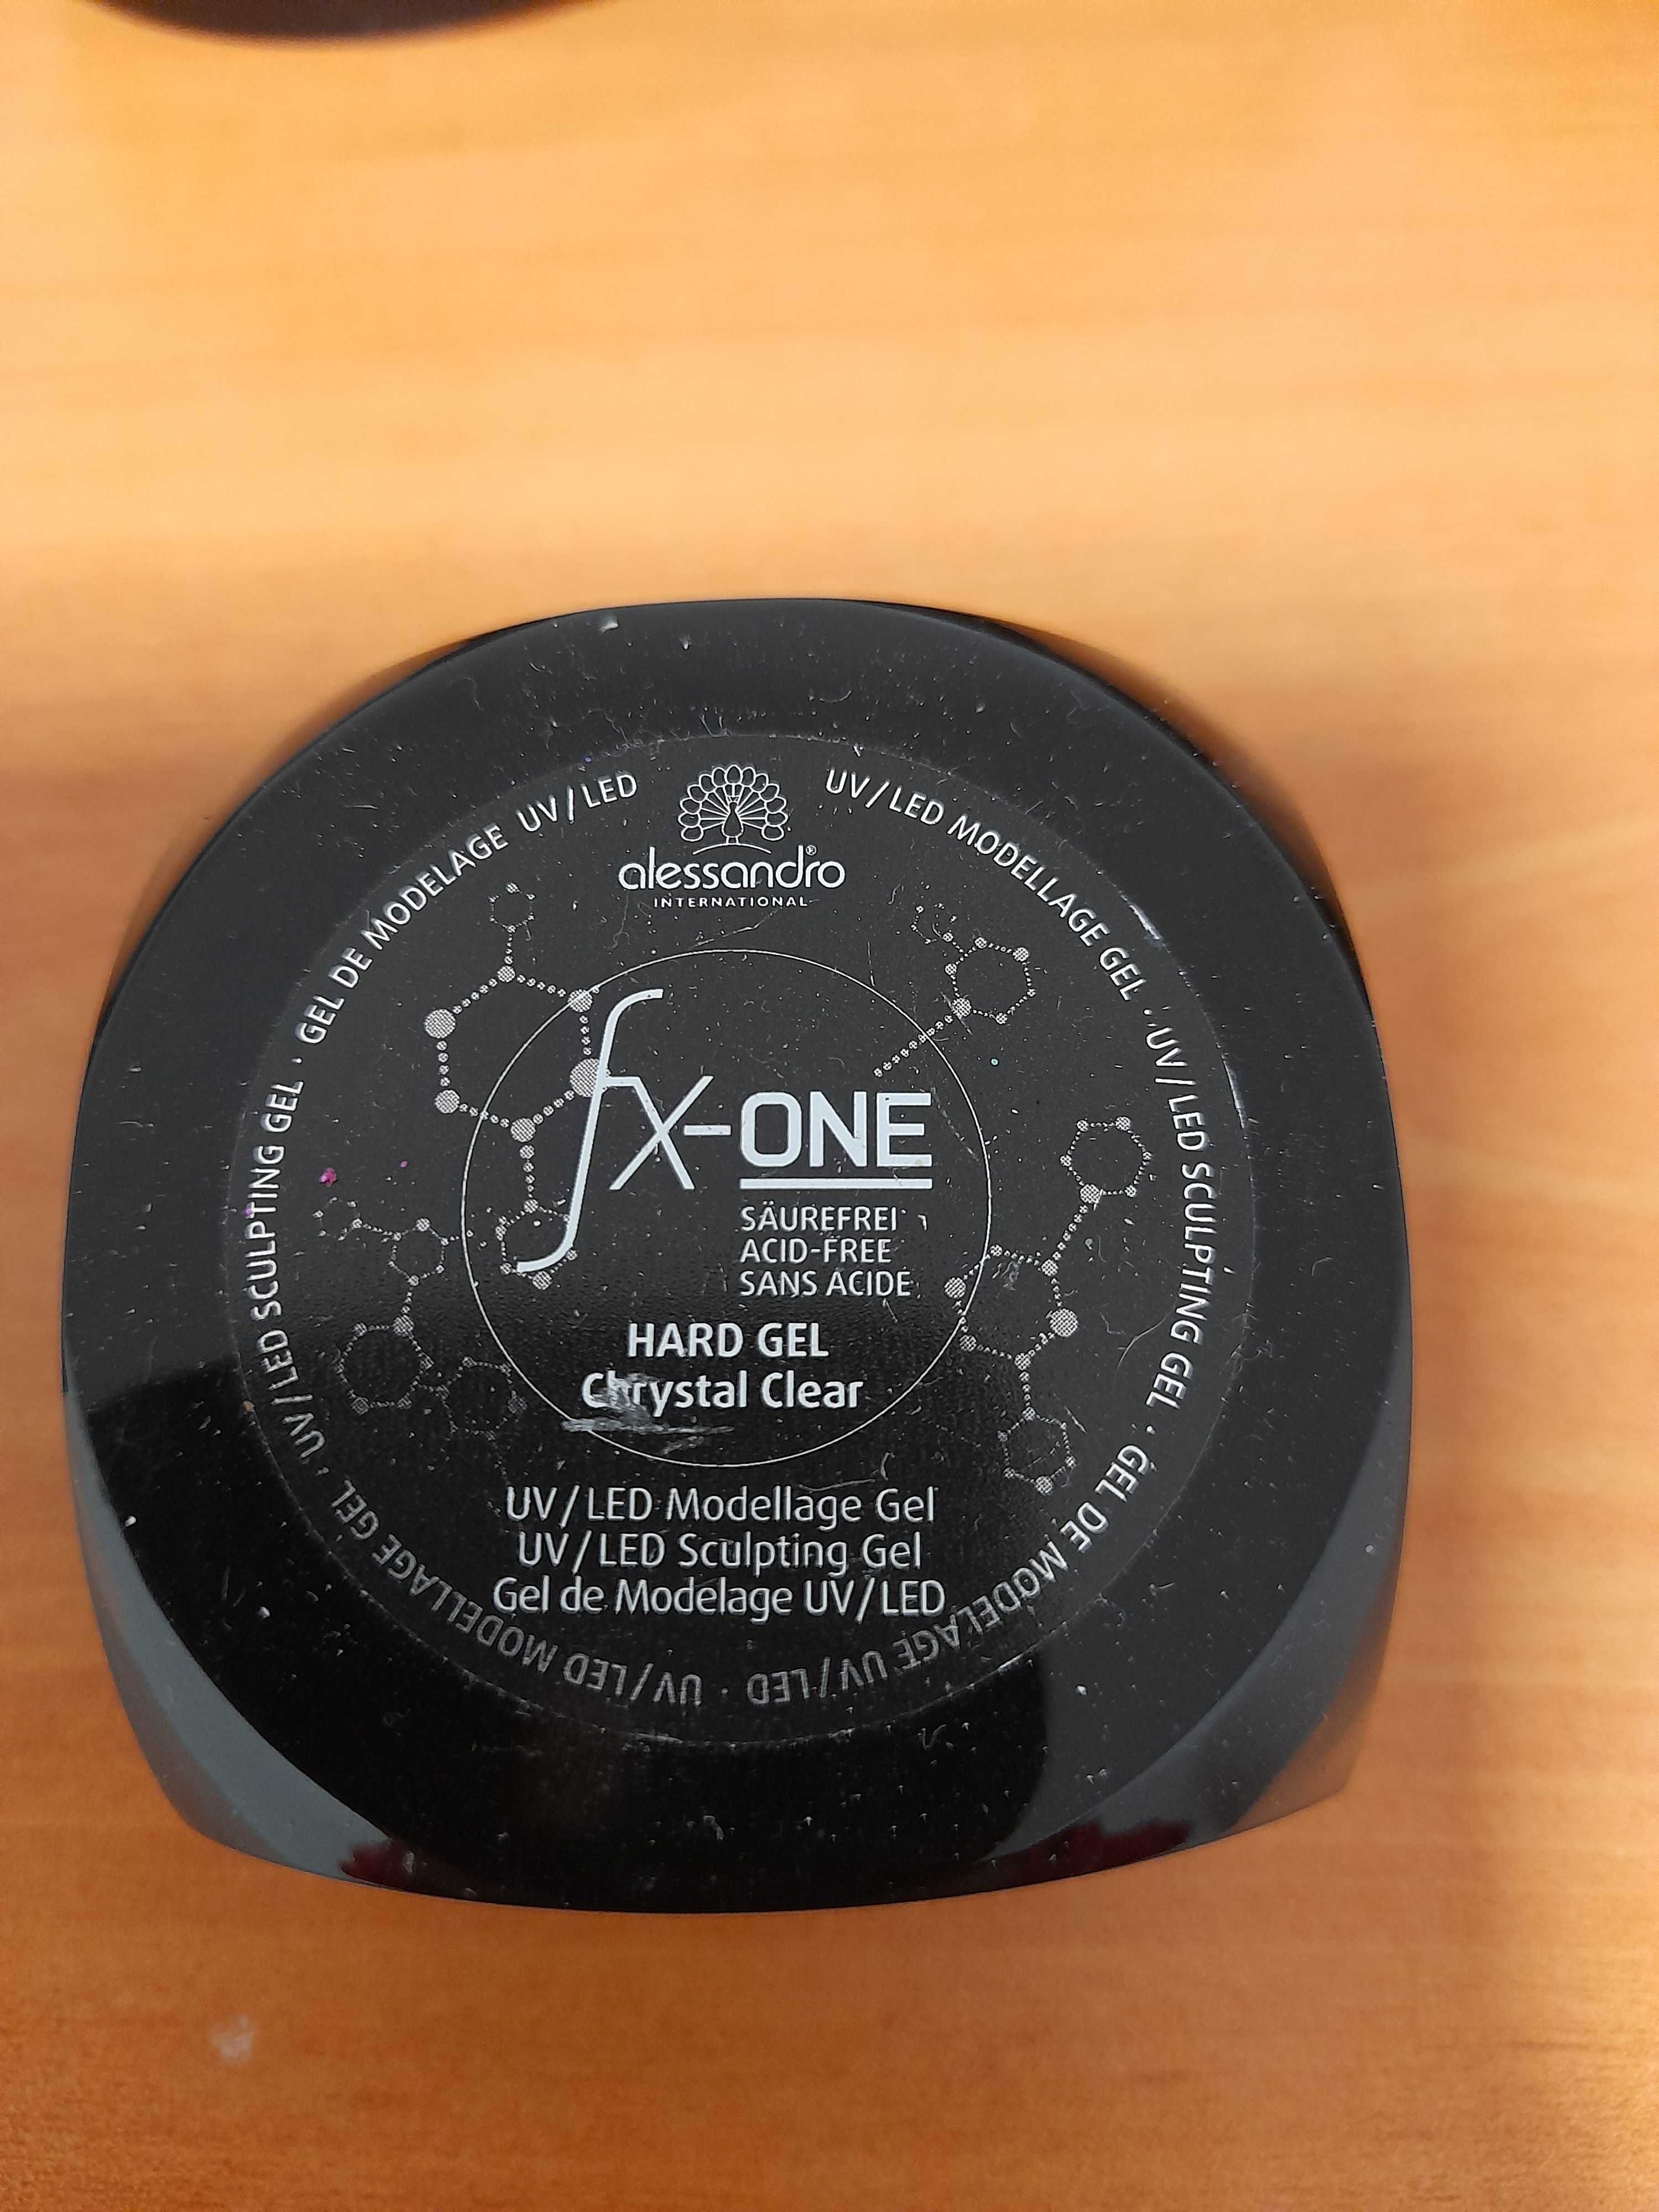 alessandro®
INTERNATIONAL
fx-ONE
SÄUREFREI
ACID-FREE
SANS ACIDE
HARD GEL
Chrystal Clear
UV/LED Modellage Gel
UV/LED Sculpting Gel
Gel de Modelage UV/LED
UV/LED MODELLAGE GEL · UV/LED SCULPTING GEL · GEL DE MODELAGE UV/LED · UV/LED MODELLAGE GEL · UV/LED SCULPTING GEL · GEL DE MODELAGE UV/LED